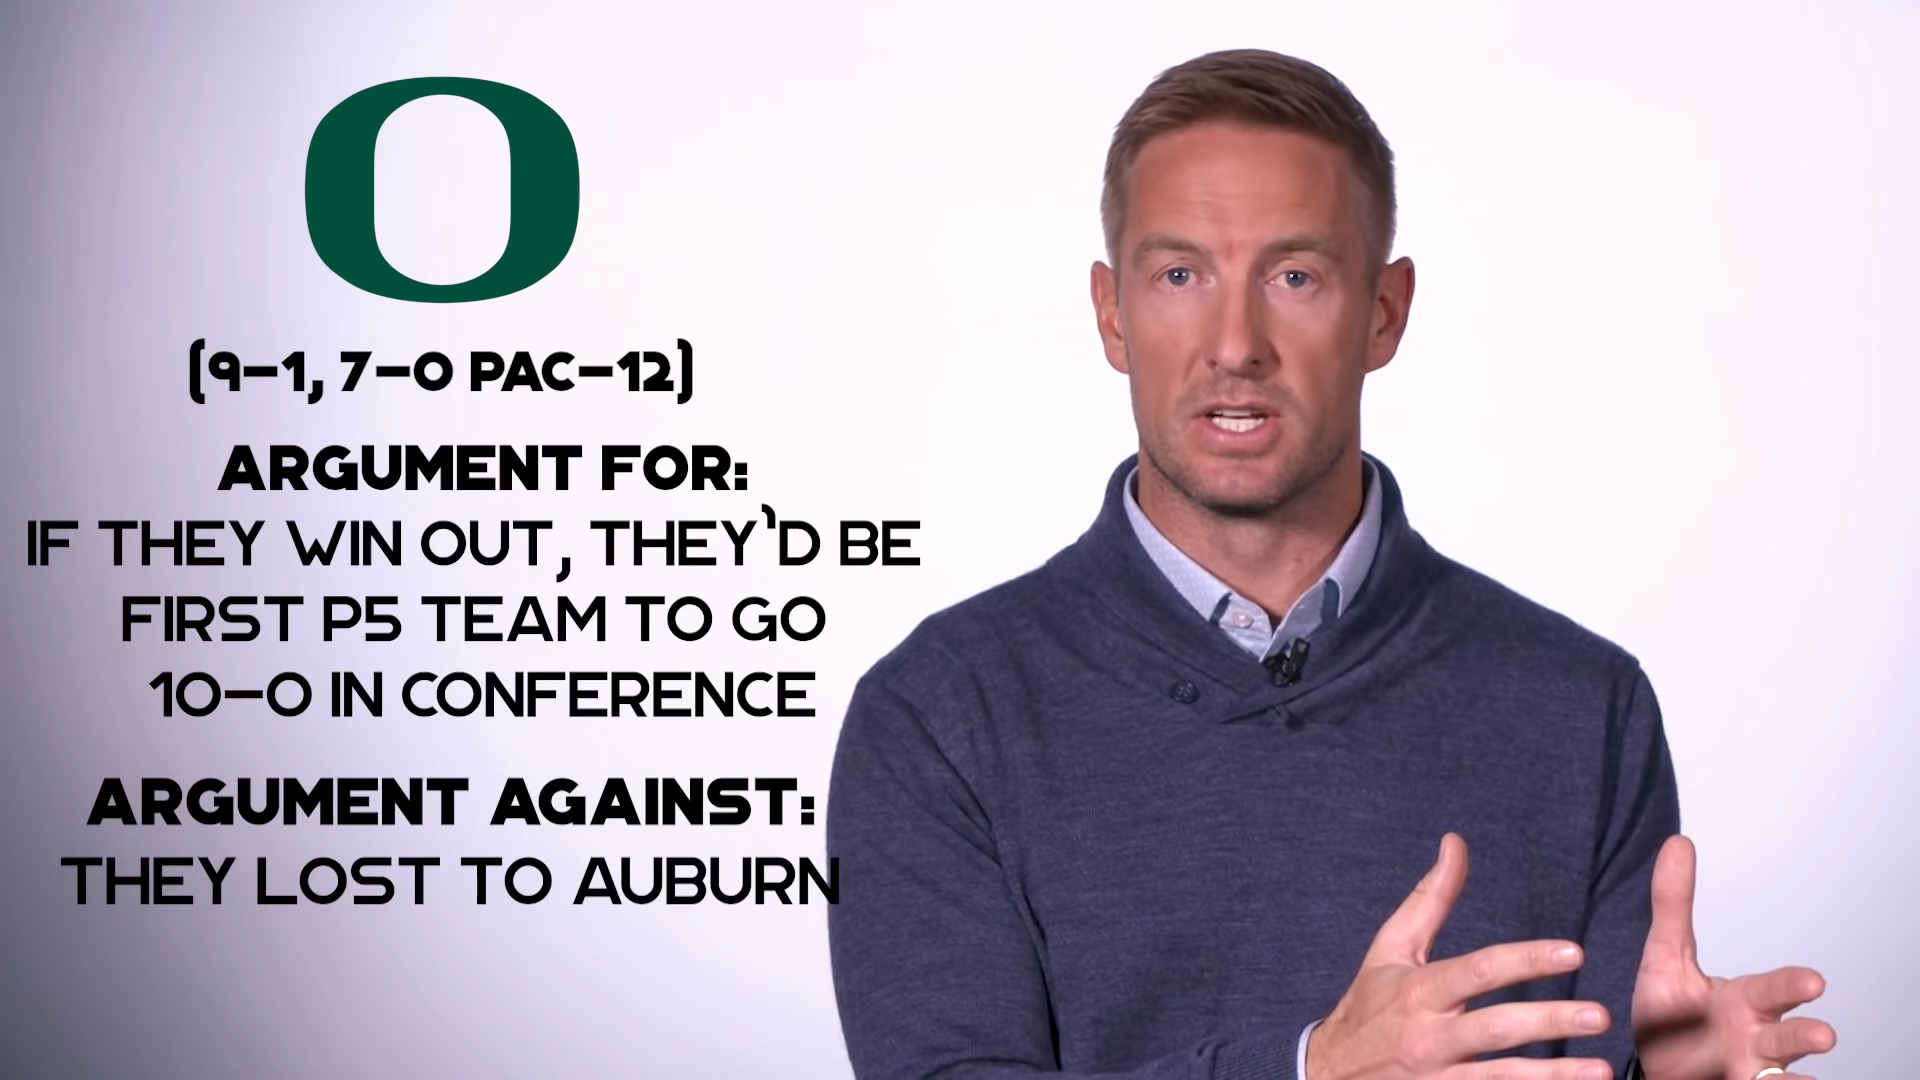 O
(9-1, 7-0 PAC-12)
ARGUMENT FOR:
IF THEY WIN OUT, THEY'D BE
FIRST P5 TEAM TO GO
10-0 IN CONFERENCE
ARGUMENT AGAINST:
THEY LOST TO AUBURN